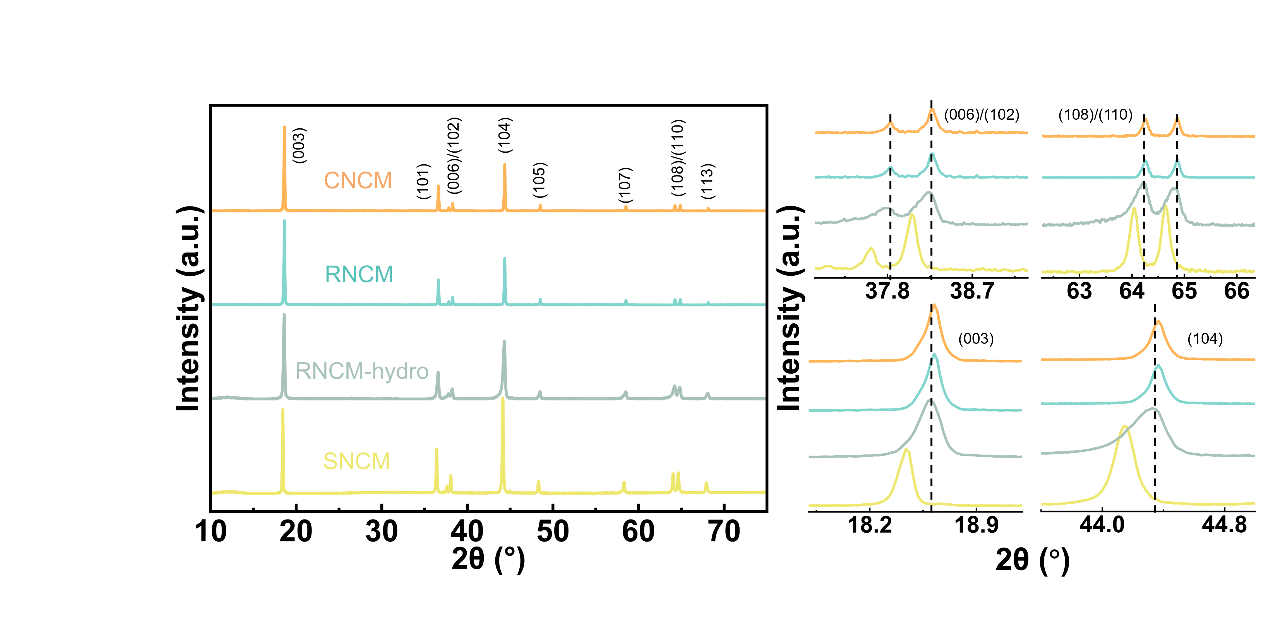 Intensity (a.u.)
(003)
(101)
(006)/(102)
(104)
(105)
(107)
(108)/(110)
(113)
CNCM
RNCM
RNCM-hydro
SNCM
10 20 30 40 50 60 70
2θ (°)
Intensity (a.u.)
(006)/(102)
37.8 38.7
(108)/(110)
63 64 65 66
(003)
18.2 18.9
(104)
44.0 44.8
2θ (°)